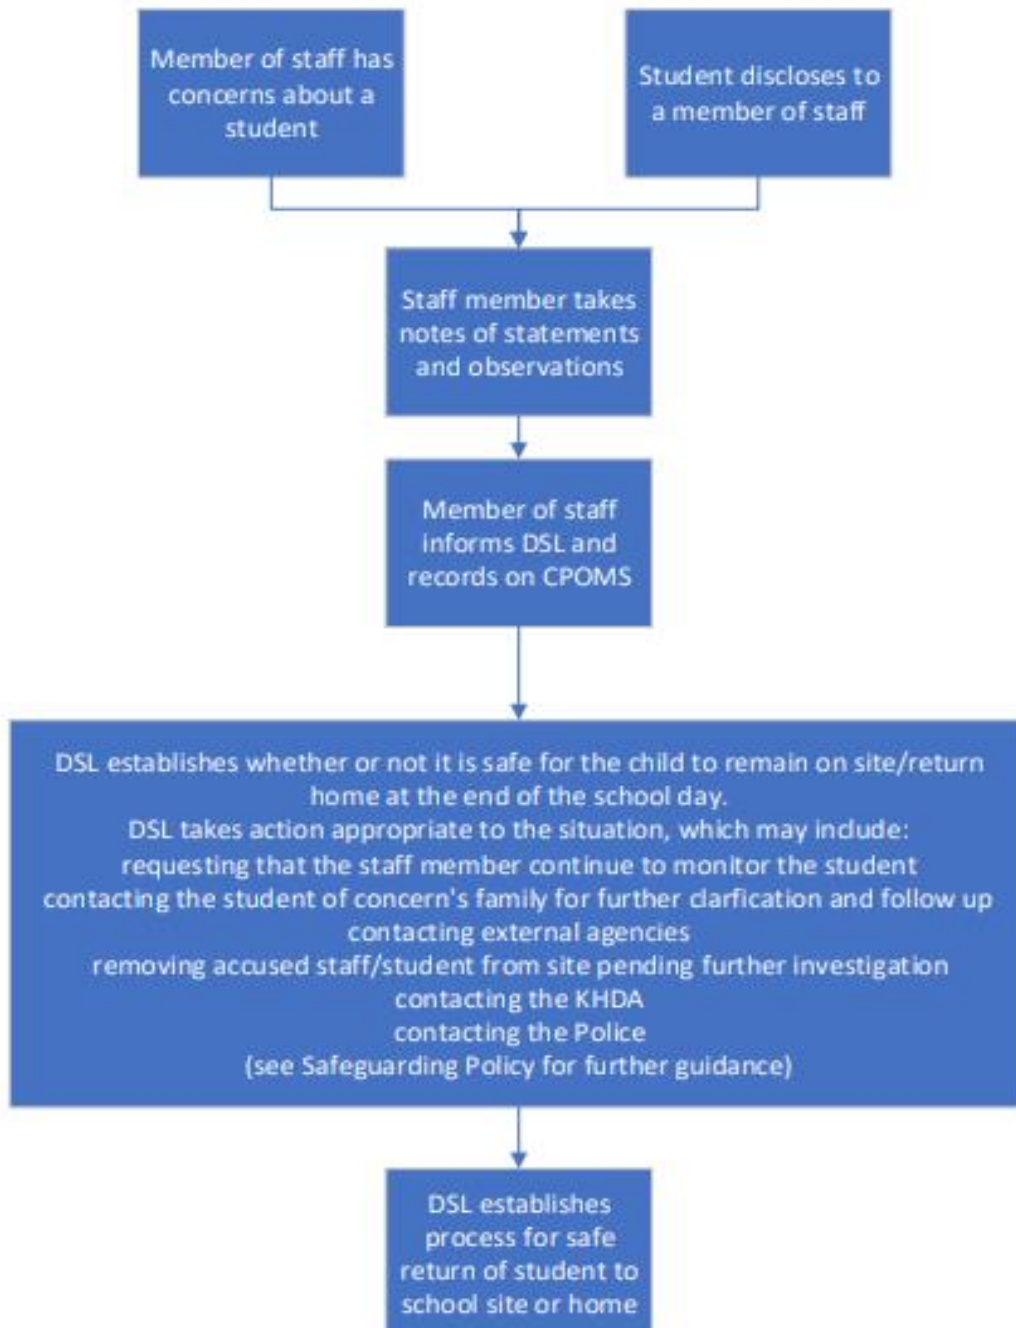 Member of staff has
concerns about a
student
Student discloses to
a member of staff
Staff member takes
notes of statements
and observations
Member of staff
informs DSL and
records on CPOMS
DSL establishes whether or not it is safe for the child to remain on site/return
home at the end of the school day.
DSL takes action appropriate to the situation, which may include:
requesting that the staff member continue to monitor the student
contacting the student of concern's family for further clarfication and follow up
contacting external agencies
removing accused staff/student from site pending further investigation
contacting the KHDA
contacting the Police
(see Safeguarding Policy for further guidance)
DSL establishes
process for safe
return of student to
school site or home